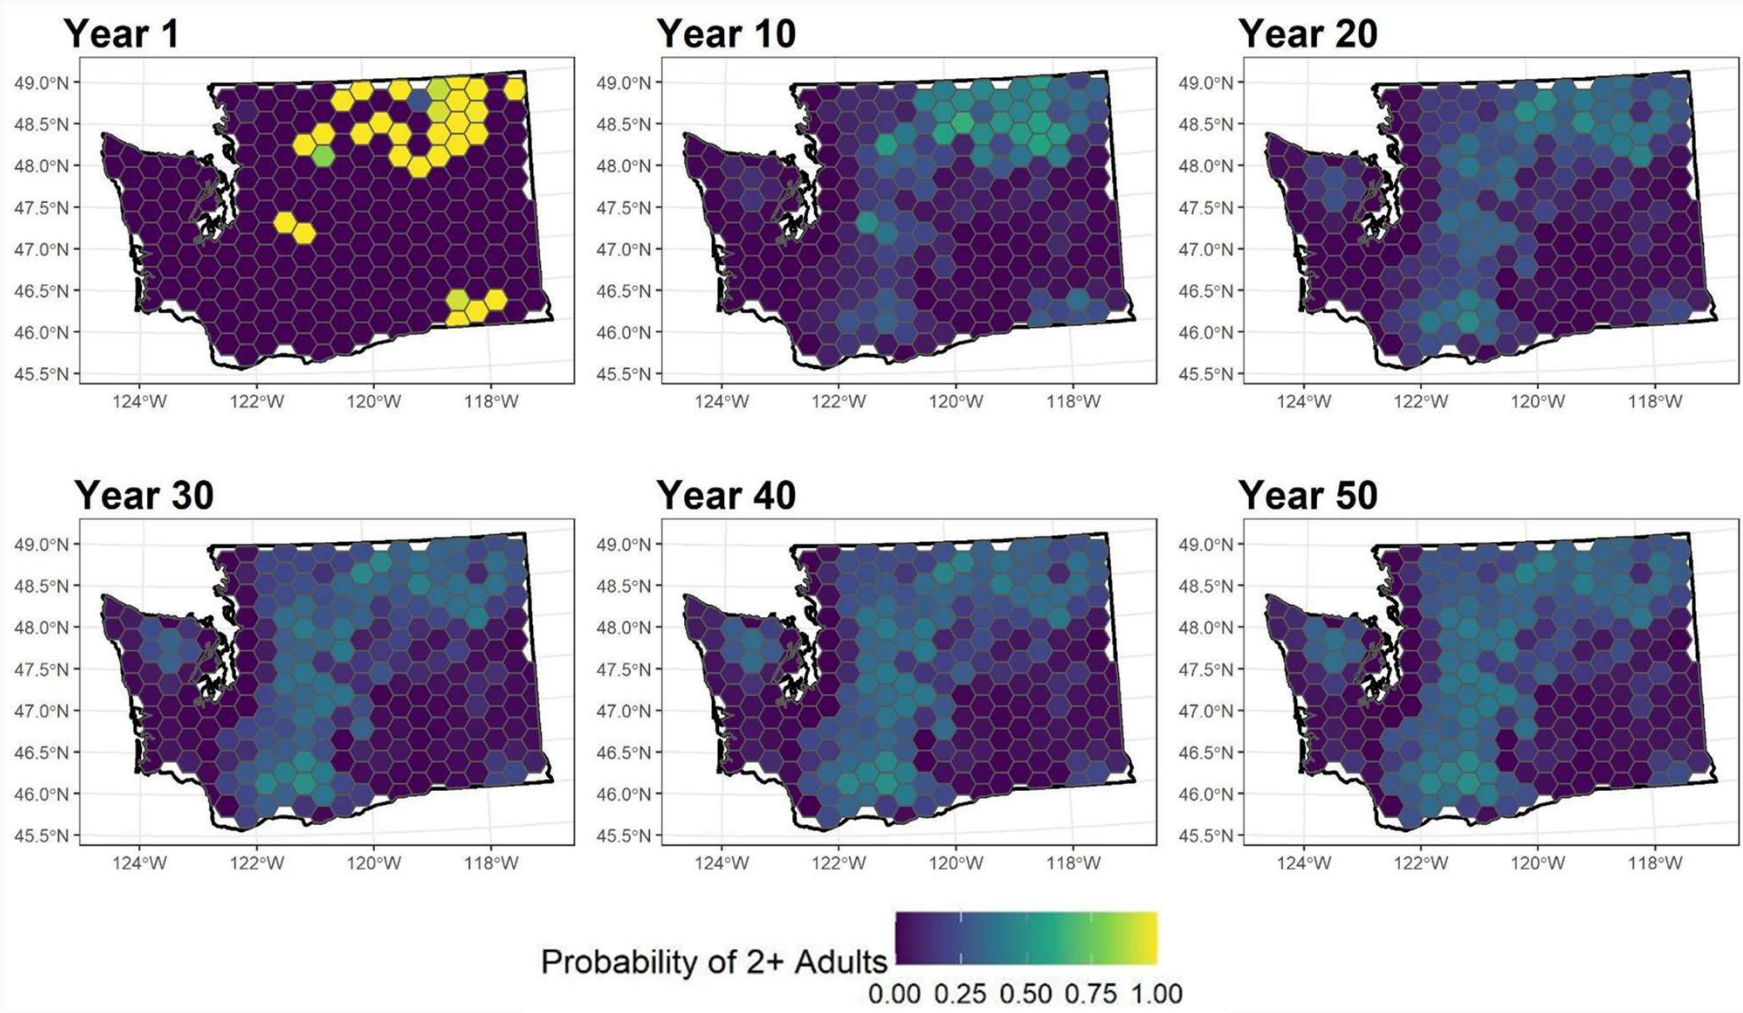 Year 1
49.0°N
48.5°N
48.0°N
47.5°N
47.0°N
46.5°N
46.0°N
45.5°N
124°W 122°W 120°W 118°W
Year 10
49.0°N
48.5°N
48.0°N
47.5°N
47.0°N
46.5°N
46.0°N
45.5°N
124°W 122°W 120°W 118°W
Year 20
49.0°N
48.5°N
48.0°N
47.5°N
47.0°N
46.5°N
46.0°N
45.5°N
124°W 122°W 120°W 118°W
Year 30
49.0°N
48.5°N
48.0°N
47.5°N
47.0°N
46.5°N
46.0°N
45.5°N
124°W 122°W 120°W 118°W
Year 40
49.0°N
48.5°N
48.0°N
47.5°N
47.0°N
46.5°N
46.0°N
45.5°N
124°W 122°W 120°W 118°W
Year 50
49.0°N
48.5°N
48.0°N
47.5°N
47.0°N
46.5°N
46.0°N
45.5°N
124°W 122°W 120°W 118°W
Probability of 2+ Adults
0.00 0.25 0.50 0.75 1.00